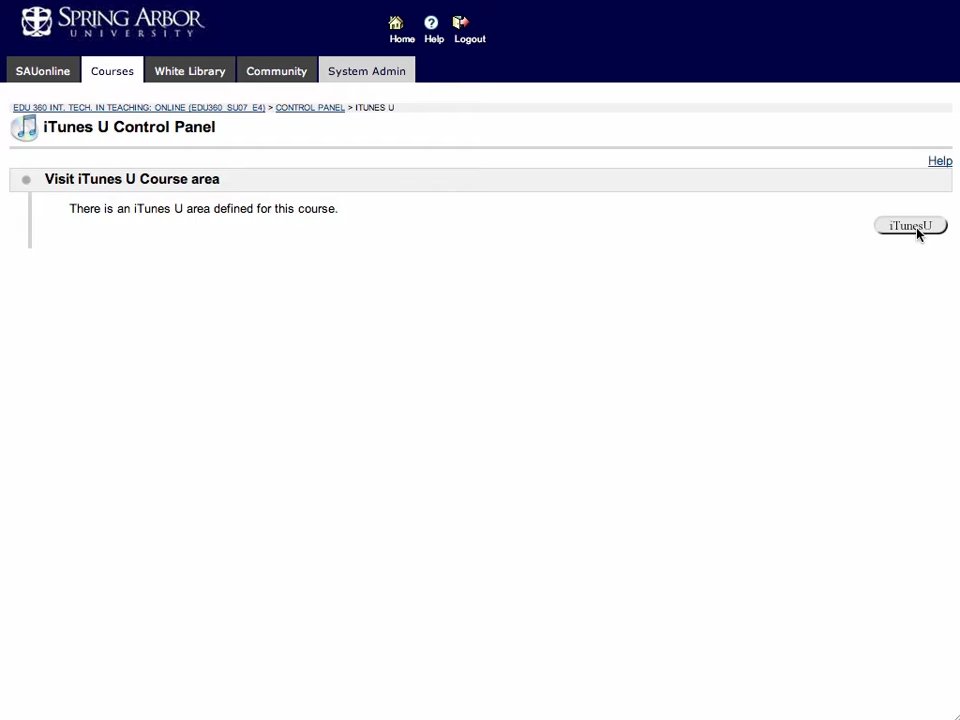 SPRING ARBOR
UNIVERSITY
Home Help Logout
SAUonline Courses White Library Community System Admin
EDU 360 INT. TECH. IN TEACHING: ONLINE (EDU360_SU07_E4) > CONTROL PANEL > ITUNES U
iTunes U Control Panel
Help
Visit iTunes U Course area
There is an iTunes U area defined for this course.
iTunesU